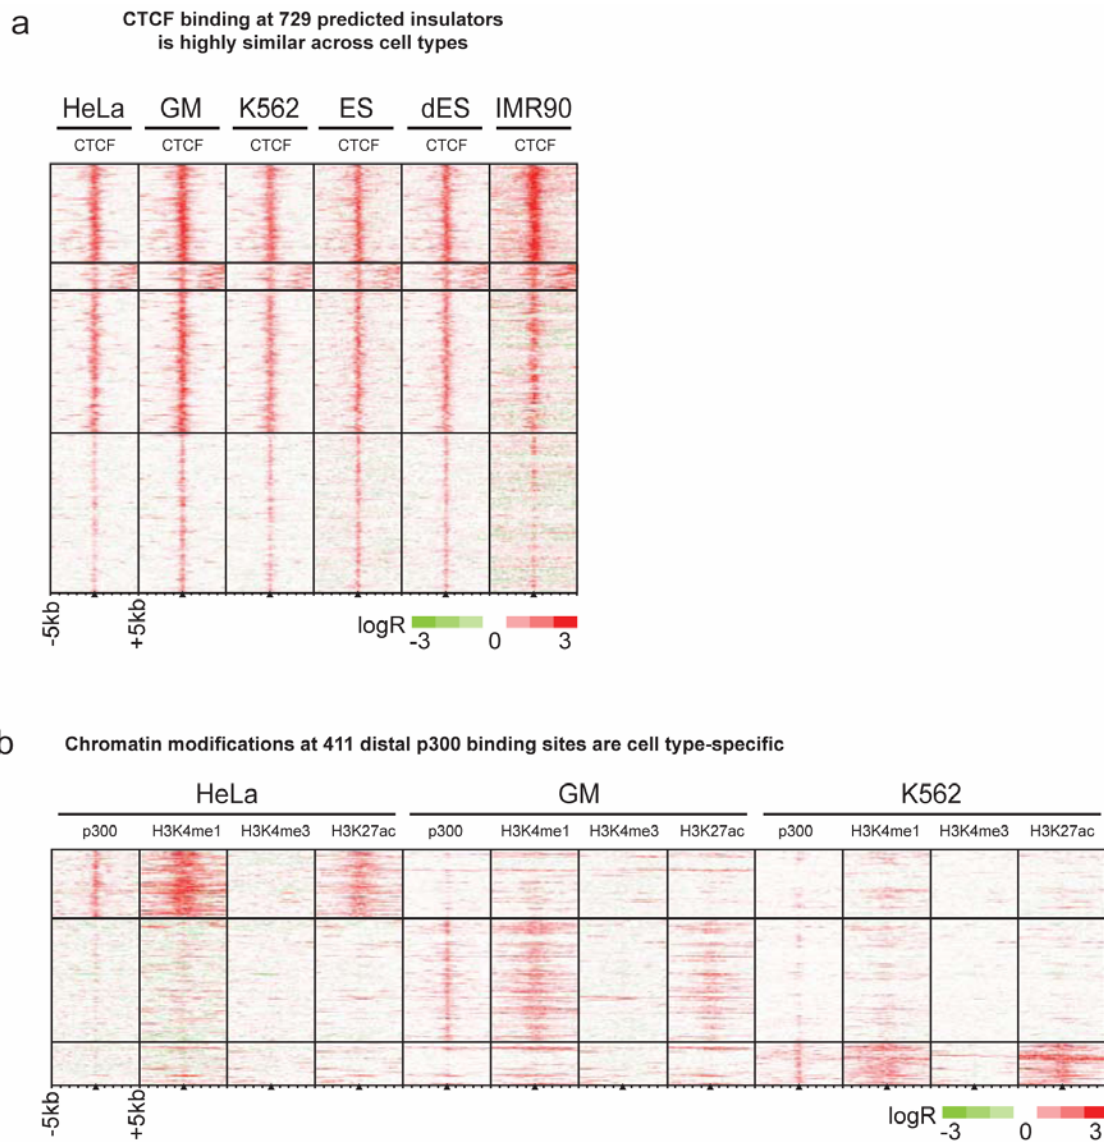 a
CTCF binding at 729 predicted insulators
is highly similar across cell types
HeLa GM K562 ES dES IMR90
CTCF CTCF CTCF CTCF CTCF CTCF
-5kb +5kb
logR -3 0 3
b
Chromatin modifications at 411 distal p300 binding sites are cell type-specific
HeLa GM K562
p300 H3K4me1 H3K4me3 H3K27ac p300 H3K4me1 H3K4me3 H3K27ac p300 H3K4me1 H3K4me3 H3K27ac
-5kb +5kb
logR -3 0 3